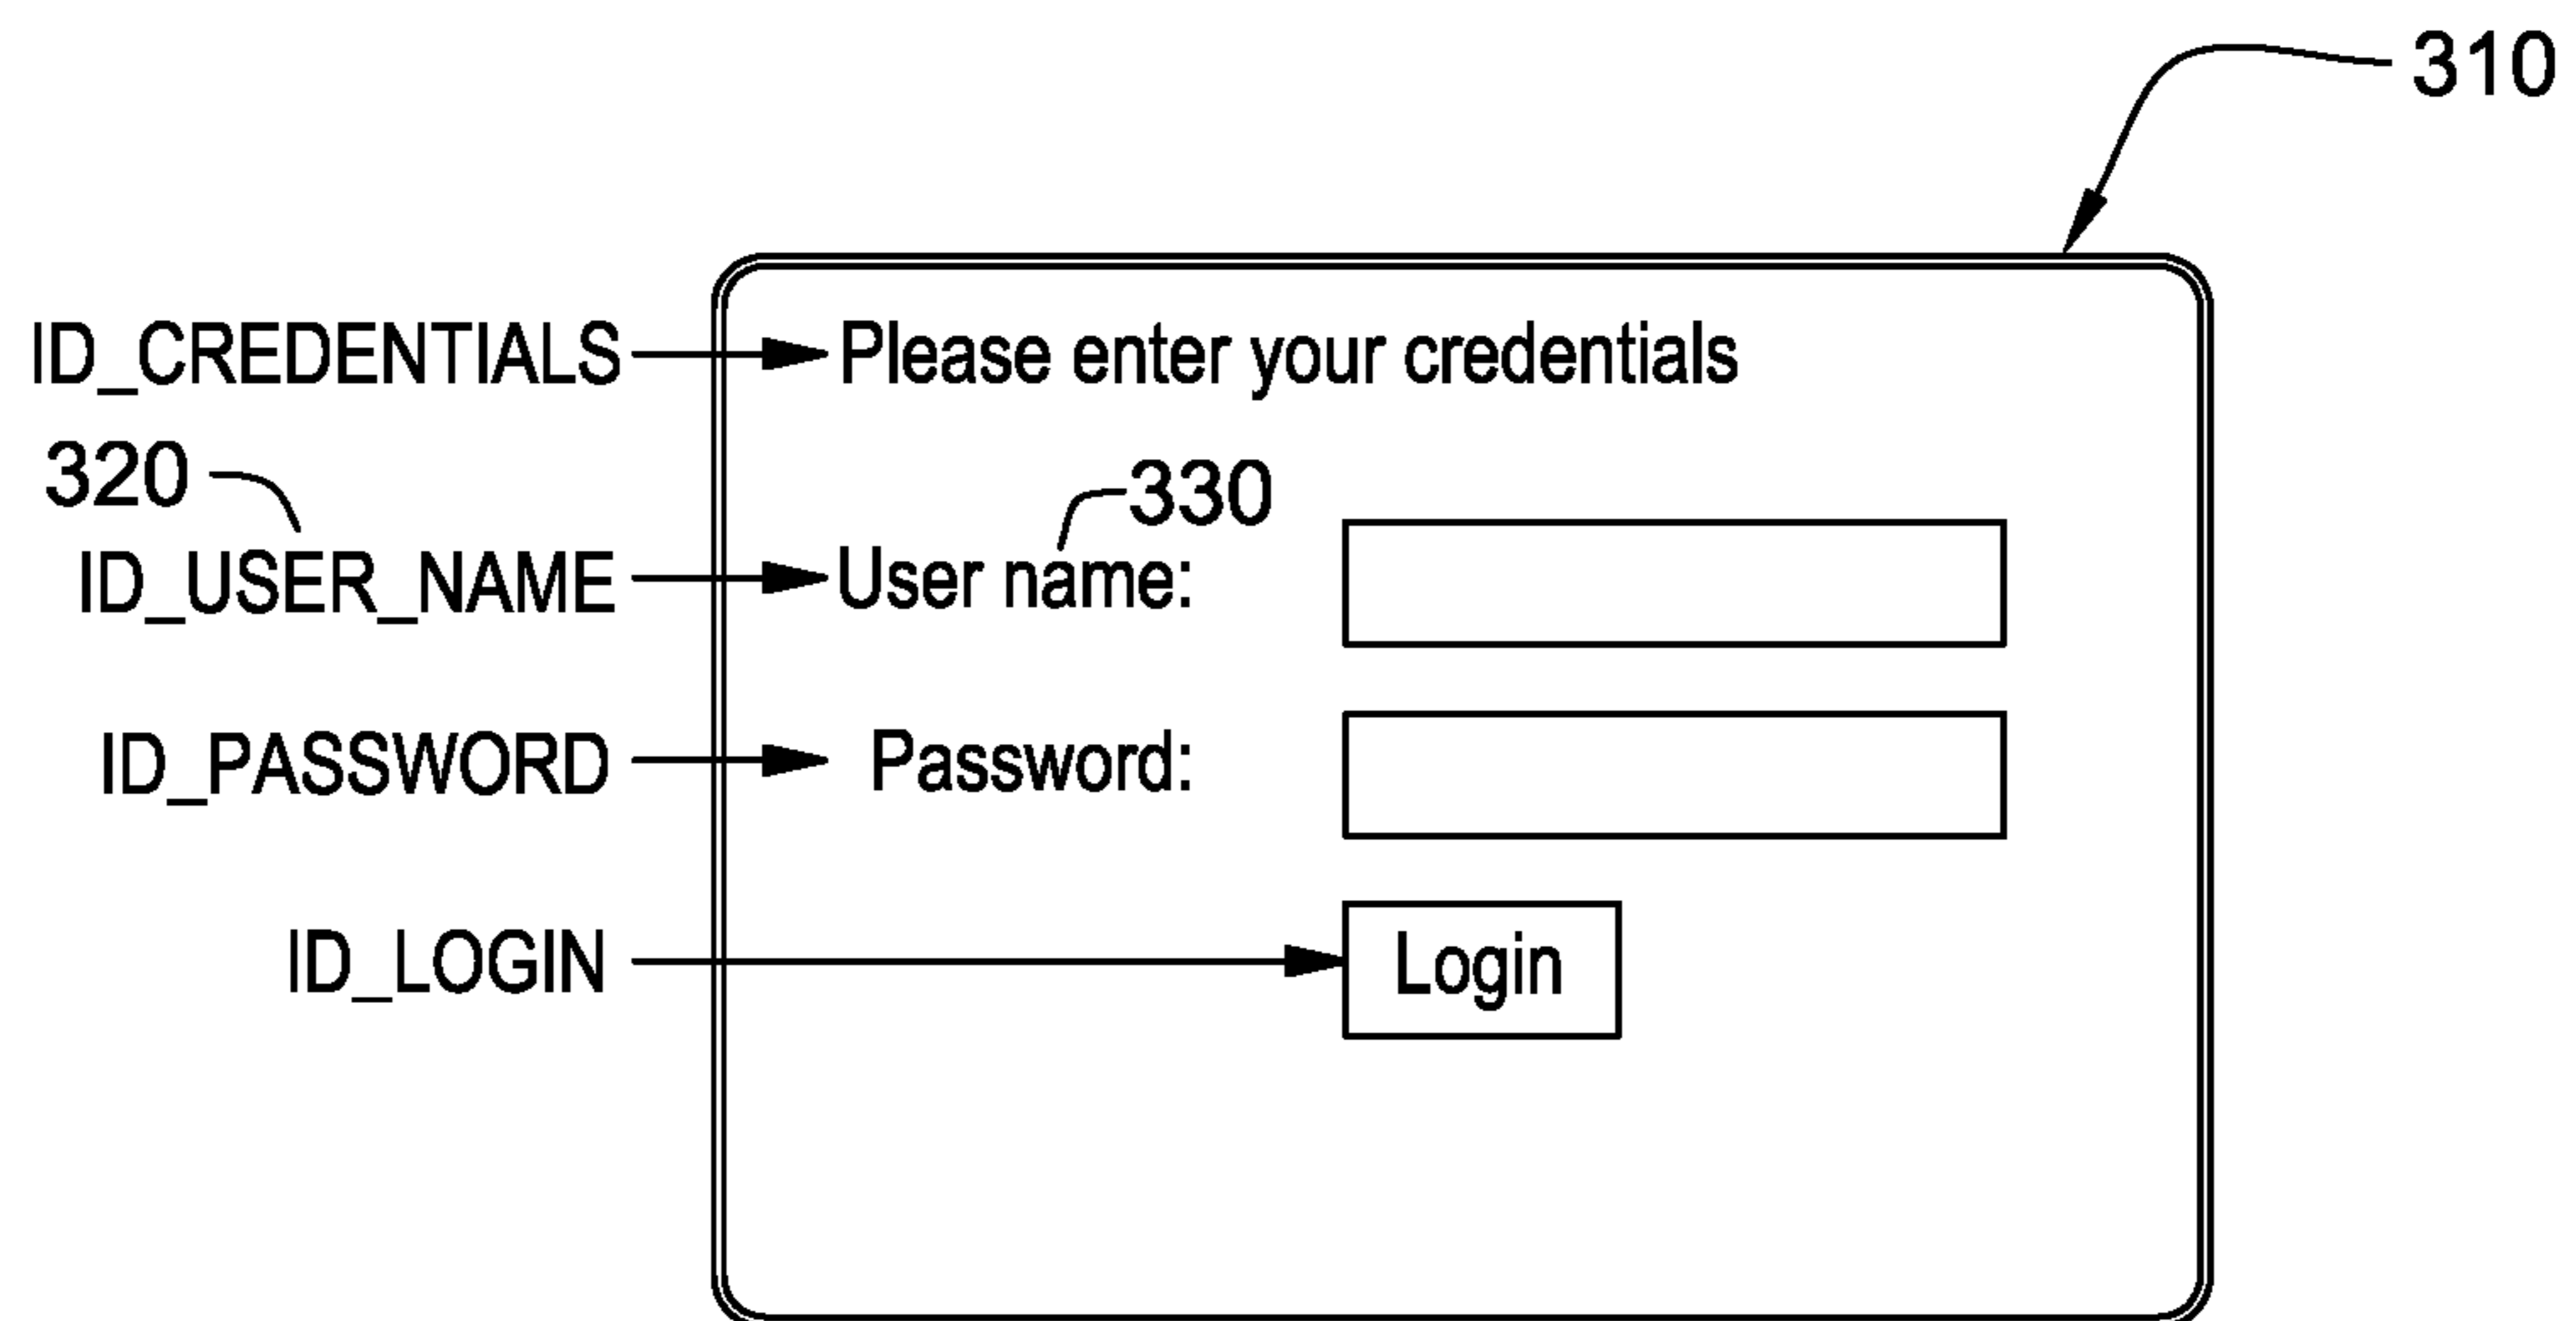 310
ID_CREDENTIALS Please enter your credentials
320 330
ID_USER_NAME User name:
ID_PASSWORD Password:
ID_LOGIN Login